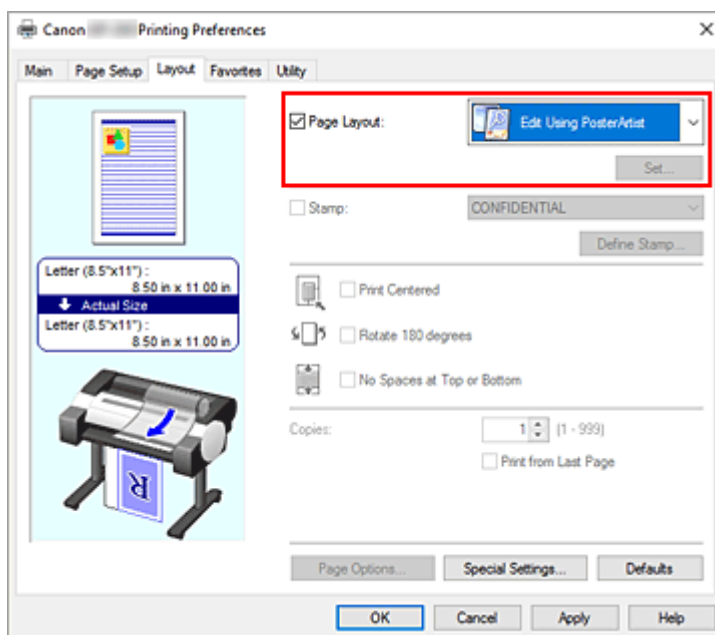 Canon Printing Preferences
Main Page Setup Layout Favorites Utility
Page Layout: Edit Using PosterArtist
Set...
Stamp: CONFIDENTIAL
Define Stamp...
Letter (8.5"x11") :
8.50 in x 11.00 in
Actual Size
Letter (8.5"x11") :
8.50 in x 11.00 in
Print Centered
Rotate 180 degrees
No Spaces at Top or Bottom
Copies: 1 (1 - 999)
Print from Last Page
R
Page Options... Special Settings... Defaults
OK Cancel Apply Help